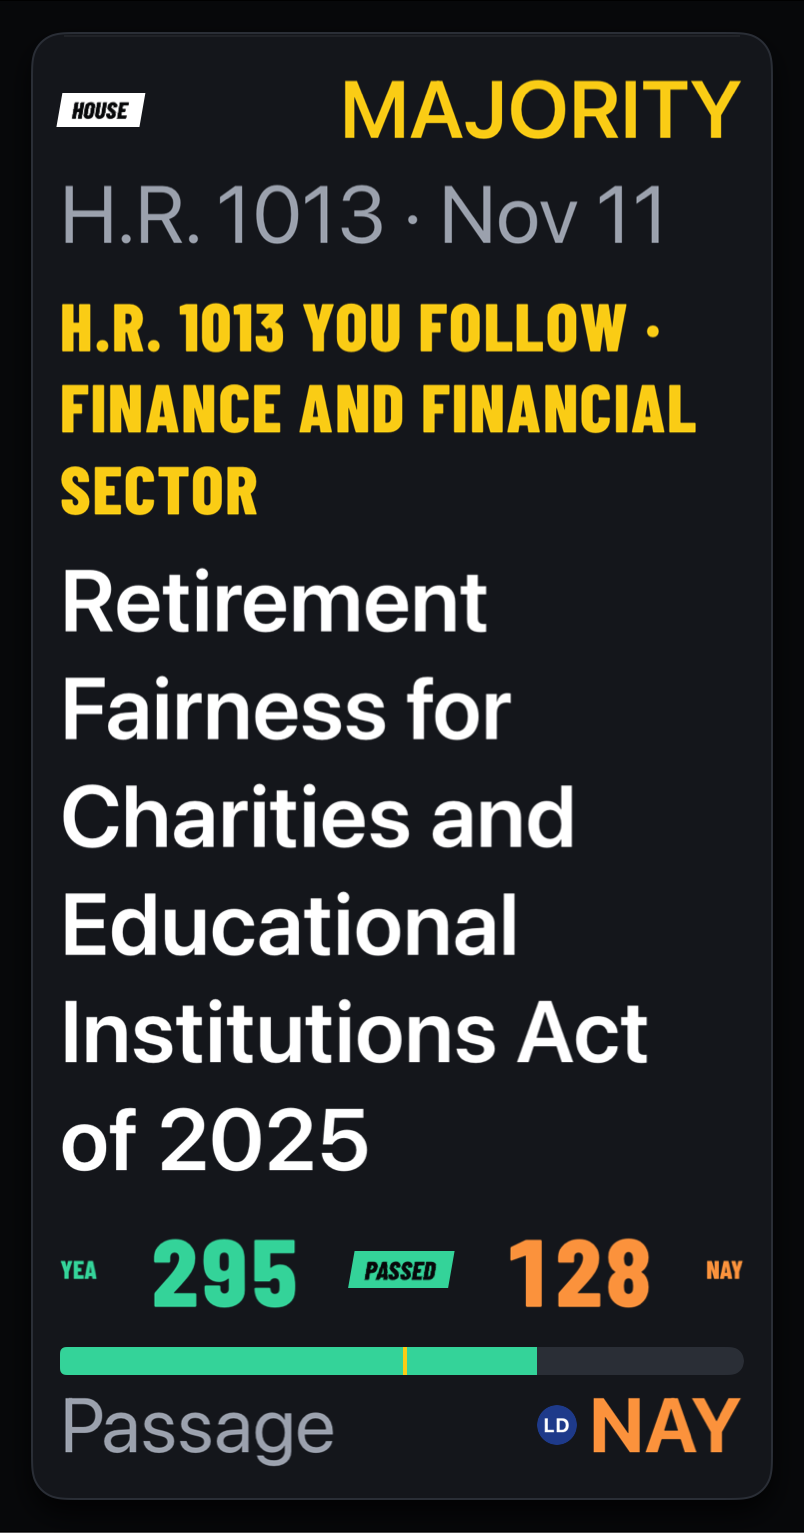 HOUSE
MAJORITY
H.R. 1013 · Nov 11
H.R. 1013 YOU FOLLOW ·
FINANCE AND FINANCIAL
SECTOR
Retirement
Fairness for
Charities and
Educational
Institutions Act
of 2025
YEA 295 PASSED 128 NAY
Passage LD NAY